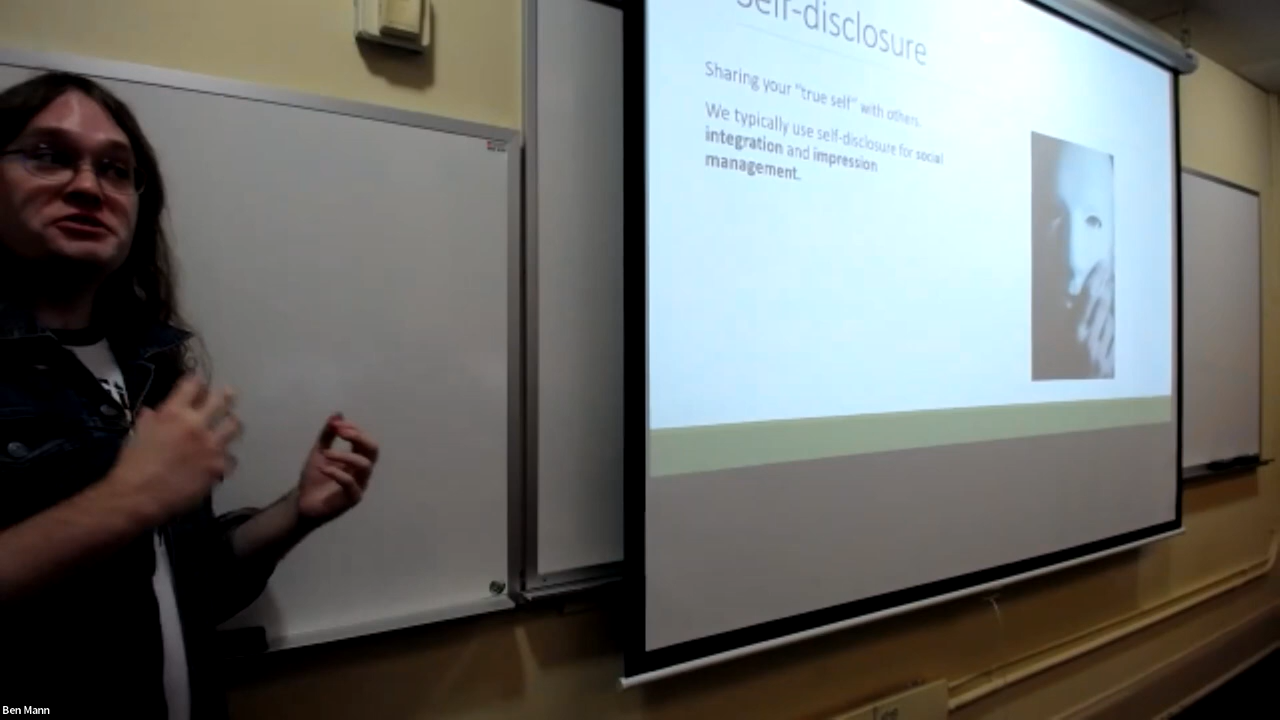 Self-disclosure
Sharing your "true self" with others.
We typically use self-disclosure for social
integration and impression
management.
Ben Mann